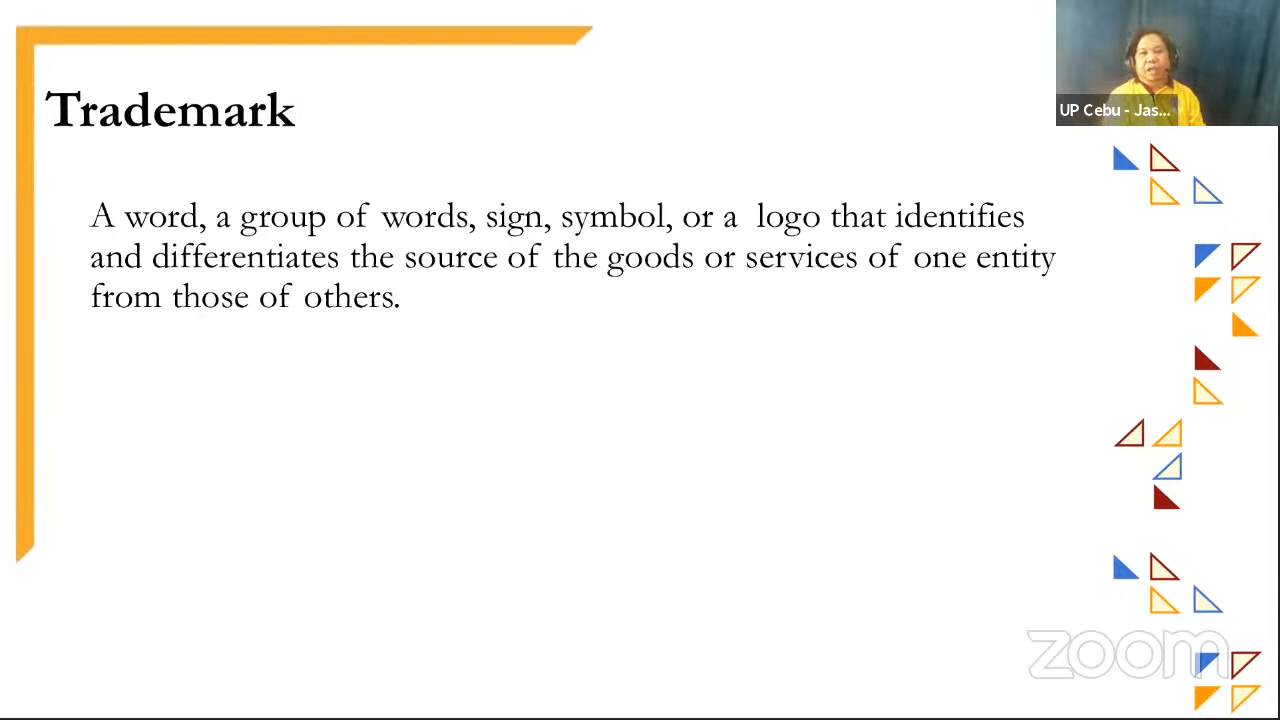 Trademark
A word, a group of words, sign, symbol, or a logo that identifies
and differentiates the source of the goods or services of one entity
from those of others.
UP Cebu - Jas...
zoom